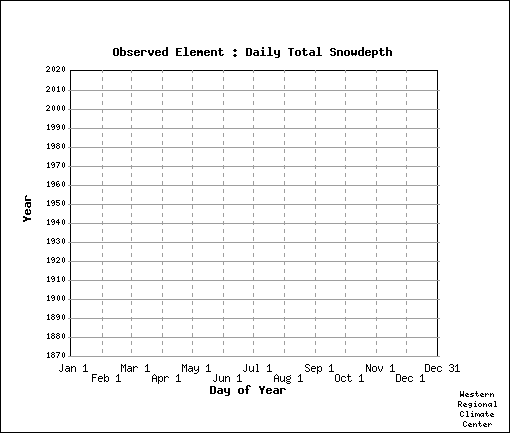 Observed Element : Daily Total Snowdepth
2020
2010
2000
1990
1980
1970
1960
1950
1940
1930
1920
1910
1900
1890
1880
1870
Year
Jan 1 Mar 1 May 1 Jul 1 Sep 1 Nov 1 Dec 31
Feb 1 Apr 1 Jun 1 Aug 1 Oct 1 Dec 1
Day of Year
Western
Regional
Climate
Center